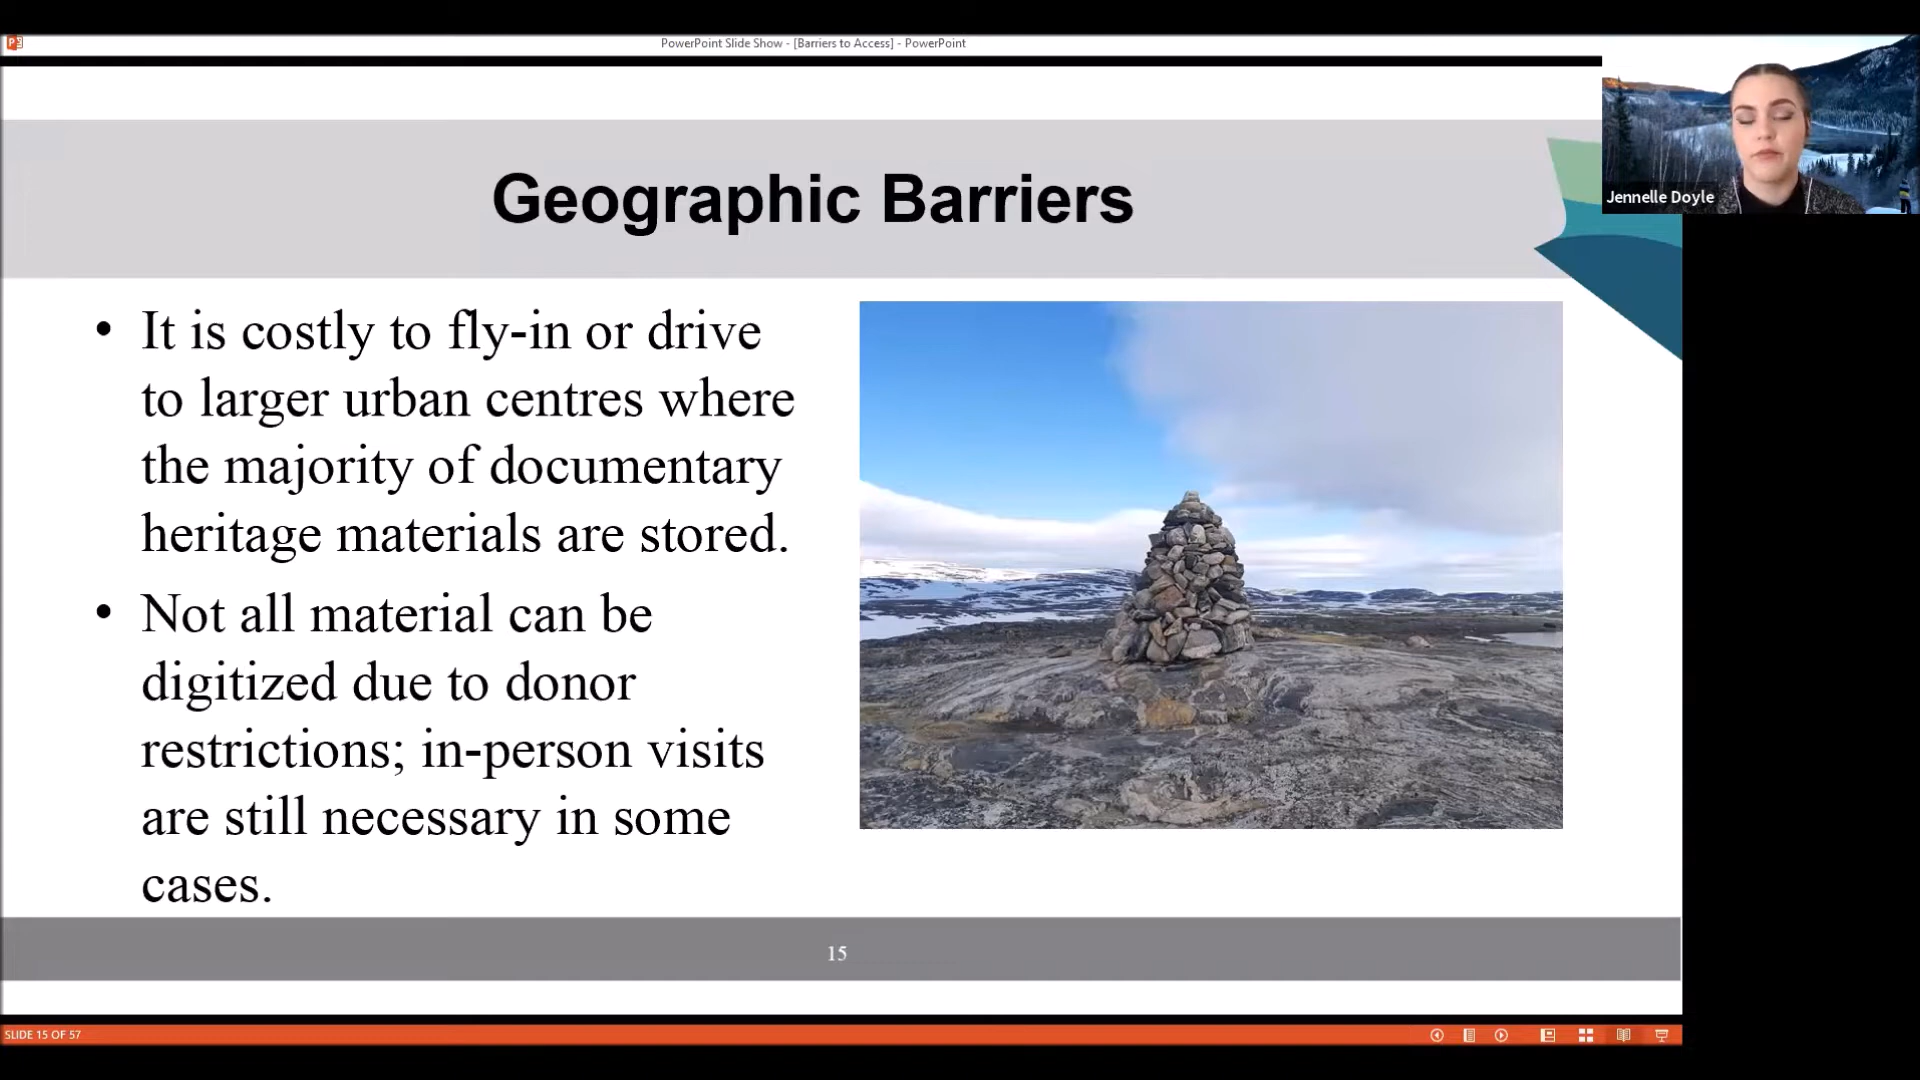 PowerPoint Slide Show - [Barriers to Access] - PowerPoint
Jennelle Doyle
Geographic Barriers
• It is costly to fly-in or drive
to larger urban centres where
the majority of documentary
heritage materials are stored.
• Not all material can be
digitized due to donor
restrictions; in-person visits
are still necessary in some
cases.
15
SLIDE 15 OF 57